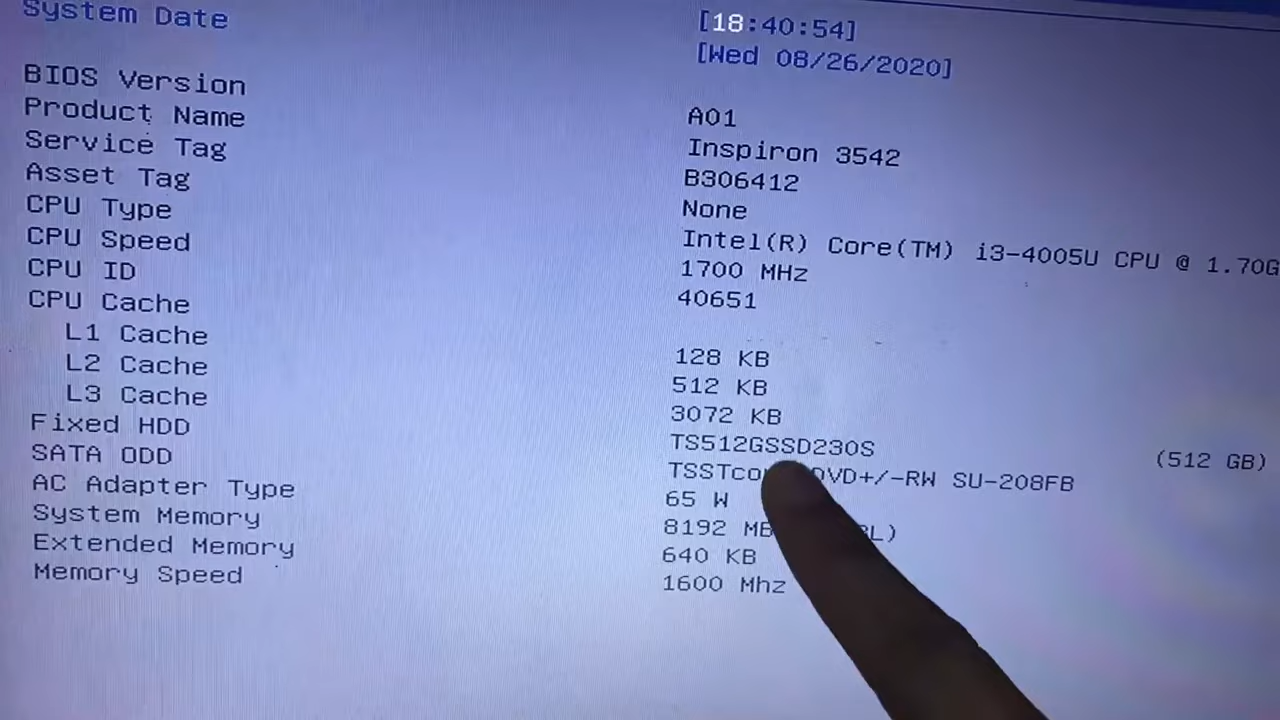 System Date
[18:40:54]
[Wed 08/26/2020]
BIOS Version A01
Product Name Inspiron 3542
Service Tag B306412
Asset Tag None
CPU Type Intel(R) Core(TM) i3-4005U CPU @ 1.70G
CPU Speed 1700 MHz
CPU ID 40651
CPU Cache
L1 Cache 128 KB
L2 Cache 512 KB
L3 Cache 3072 KB
Fixed HDD TS512GSSD230S (512 GB)
SATA ODD DVD+/-RW SU-208FB
AC Adapter Type 65 W
System Memory 8192 MB
Extended Memory 640 KB
Memory Speed 1600 Mhz